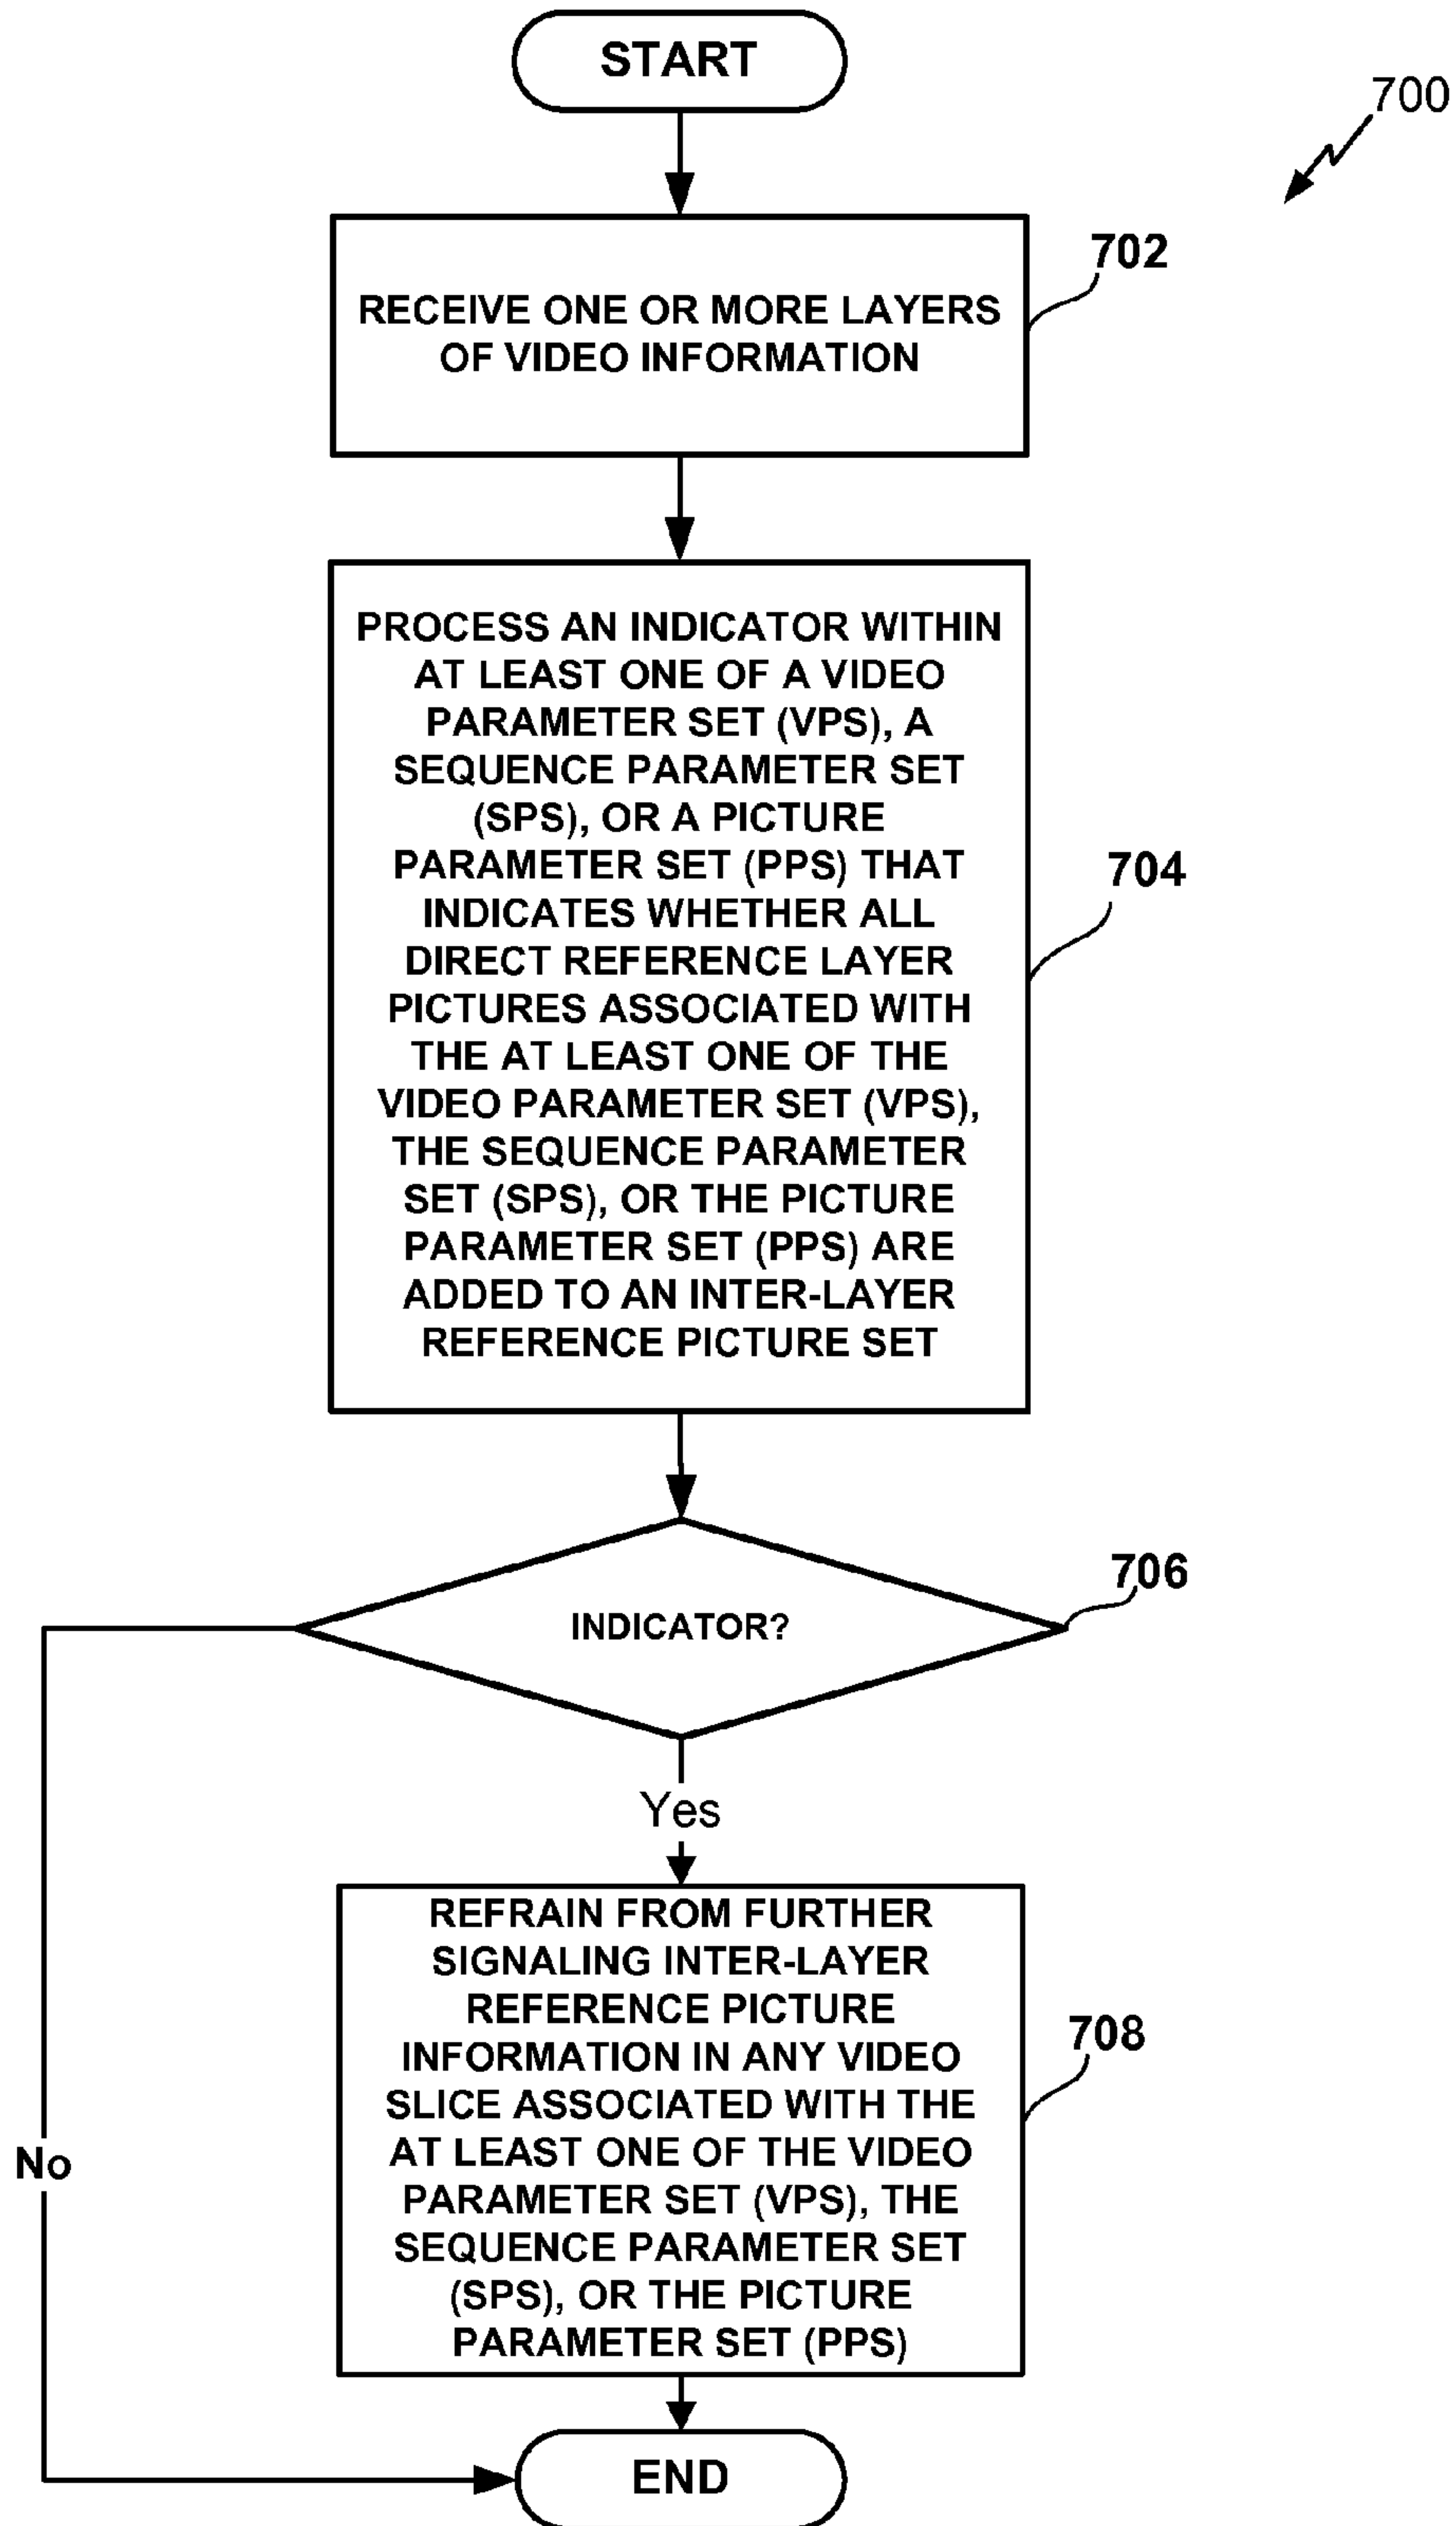 START
700
702
RECEIVE ONE OR MORE LAYERS
OF VIDEO INFORMATION
PROCESS AN INDICATOR WITHIN
AT LEAST ONE OF A VIDEO
PARAMETER SET (VPS), A
SEQUENCE PARAMETER SET
(SPS), OR A PICTURE
PARAMETER SET (PPS) THAT
INDICATES WHETHER ALL
DIRECT REFERENCE LAYER
PICTURES ASSOCIATED WITH
THE AT LEAST ONE OF THE
VIDEO PARAMETER SET (VPS),
THE SEQUENCE PARAMETER
SET (SPS), OR THE PICTURE
PARAMETER SET (PPS) ARE
ADDED TO AN INTER-LAYER
REFERENCE PICTURE SET
704
706
INDICATOR?
Yes
REFRAIN FROM FURTHER
SIGNALING INTER-LAYER
REFERENCE PICTURE
INFORMATION IN ANY VIDEO
SLICE ASSOCIATED WITH THE
AT LEAST ONE OF THE VIDEO
PARAMETER SET (VPS), THE
SEQUENCE PARAMETER SET
(SPS), OR THE PICTURE
PARAMETER SET (PPS)
708
No
END